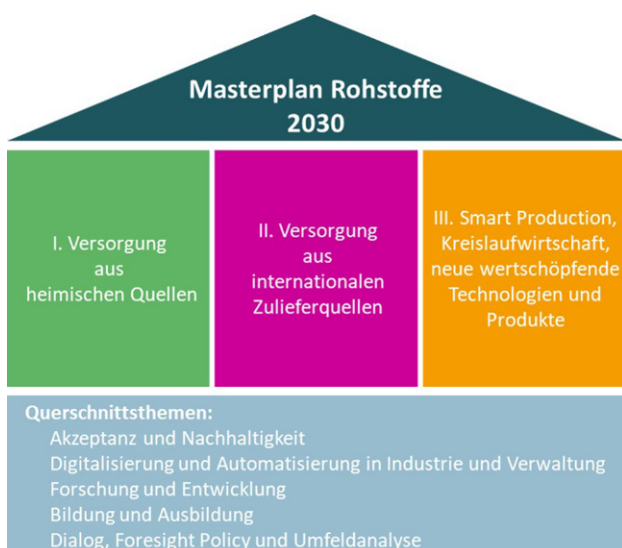 Masterplan Rohstoffe
2030
I. Versorgung
aus
heimischen Quellen
II. Versorgung
aus
internationalen
Zulieferquellen
III. Smart Production,
Kreislaufwirtschaft,
neue wertschöpfende
Technologien und
Produkte
Querschnittsthemen:
Akzeptanz und Nachhaltigkeit
Digitalisierung und Automatisierung in Industrie und Verwaltung
Forschung und Entwicklung
Bildung und Ausbildung
Dialog, Foresight Policy und Umfeldanalyse